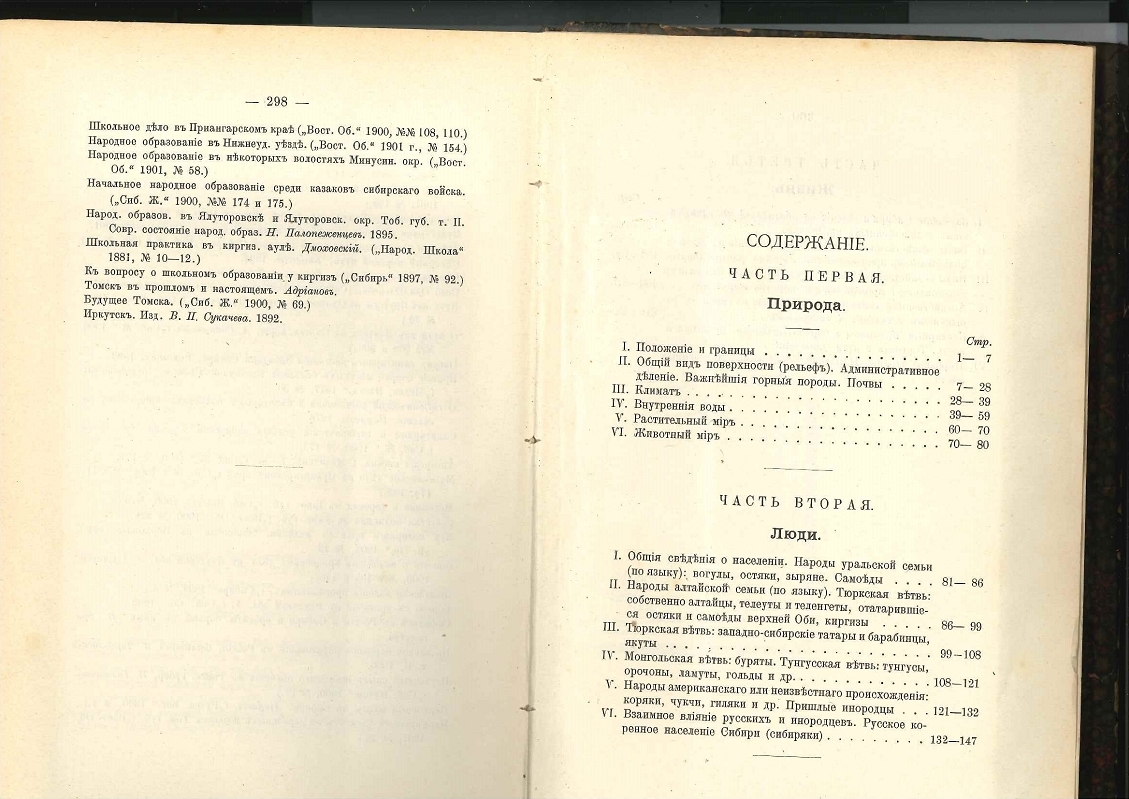 — 298 —
Школьное дѣло въ Приангарскомъ краѣ („Вост. Об.“ 1900, №№ 108, 110.)
Народное образованіе въ Нижнеуд. уѣздѣ. („Вост. Об.“ 1901 г., № 154.)
Народное образованіе въ нѣкоторыхъ волостяхъ Минусин. окр. („Вост.
Об.“ 1901, № 58.)
Начальное народное образованіе среди казаковъ сибирскаго войска.
(„Сиб. Ж.“ 1900, №№ 174 и 175.)
Народ. образов. въ Ялуторовскѣ и Ялуторовск. окр. Тоб. губ. т. II.
Совр. состояніе народ. образ. Н. Палопеженцевъ. 1895.
Школьная практика въ киргиз. аулѣ. Дмоховскій. („Народ. Школа“
1881, № 10—12.)
Къ вопросу о школьномъ образованіи у киргизъ („Сибирь“ 1897, № 92.)
Томскъ въ прошломъ и настоящемъ. Адріановъ.
Будущее Томска. („Сиб. Ж.“ 1900, № 69.)
Иркутскъ. Изд. В. П. Сукачева. 1892.
СОДЕРЖАНІЕ.
ЧАСТЬ ПЕРВАЯ.
Природа.
Стр.
I. Положеніе и границы . . . . . . . . . . . . . . . . 1— 7
II. Общій видъ поверхности (рельефъ). Административное
дѣленіе. Важнѣйшія горныя породы. Почвы . . . . . 7— 28
III. Климатъ . . . . . . . . . . . . . . . . . . . . . . . 28— 39
IV. Внутреннія воды . . . . . . . . . . . . . . . . . . . 39— 59
V. Растительный міръ . . . . . . . . . . . . . . . . . . 60— 70
VI. Животный міръ . . . . . . . . . . . . . . . . . . . 70— 80
ЧАСТЬ ВТОРАЯ.
Люди.
I. Общія свѣдѣнія о населеніи. Народы уральской семьи
(по языку): вогулы, остяки, зыряне. Самоѣды . . . . 81— 86
II. Народы алтайской семьи (по языку). Тюркская вѣтвь:
собственно алтайцы, телеуты и теленгеты, отатаривші̀е-
ся остяки и самоѣды верхней Оби, киргизы . . . . . 86— 99
III. Тюркская вѣтвь: западно-сибирскіе татары и барабинцы,
якуты . . . . . . . . . . . . . . . . . . . . . . . . 99—108
IV. Монгольская вѣтвь: буряты. Тунгусская вѣтвь: тунгусы,
орочоны, ламуты, гольды и др. . . . . . . . . . . . . 108—121
V. Народы американскаго или неизвѣстнаго происхожденія:
коряки, чукчи, гиляки и др. Пришлые инородцы . . . 121—132
VI. Взаимное вліяніе русскихъ и инородцевъ. Русское ко-
ренное населеніе Сибири (сибиряки) . . . . . . . . . 132—147